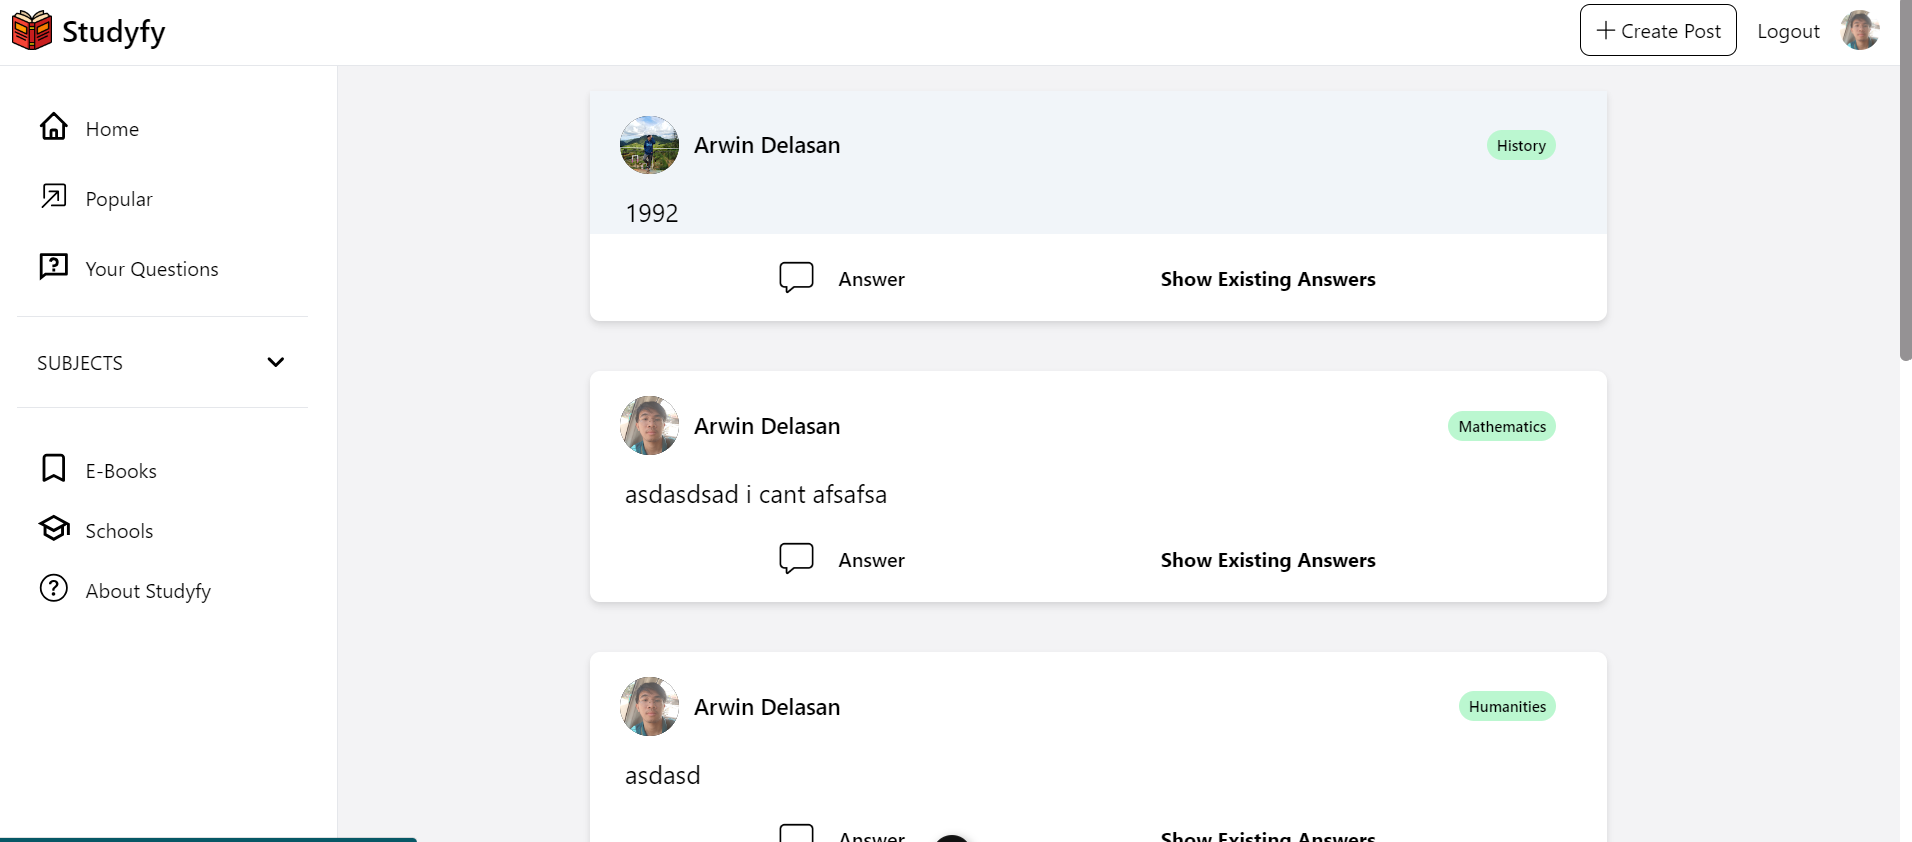 Studyfy
Create Post
Logout
Home
Popular
Your Questions
SUBJECTS
E-Books
Schools
About Studyfy
Arwin Delasan
History
1992
Answer
Show Existing Answers
Arwin Delasan
Mathematics
asdasdsad i cant afsafsa
Answer
Show Existing Answers
Arwin Delasan
Humanities
asdasd
Answer
Show Existing Answers